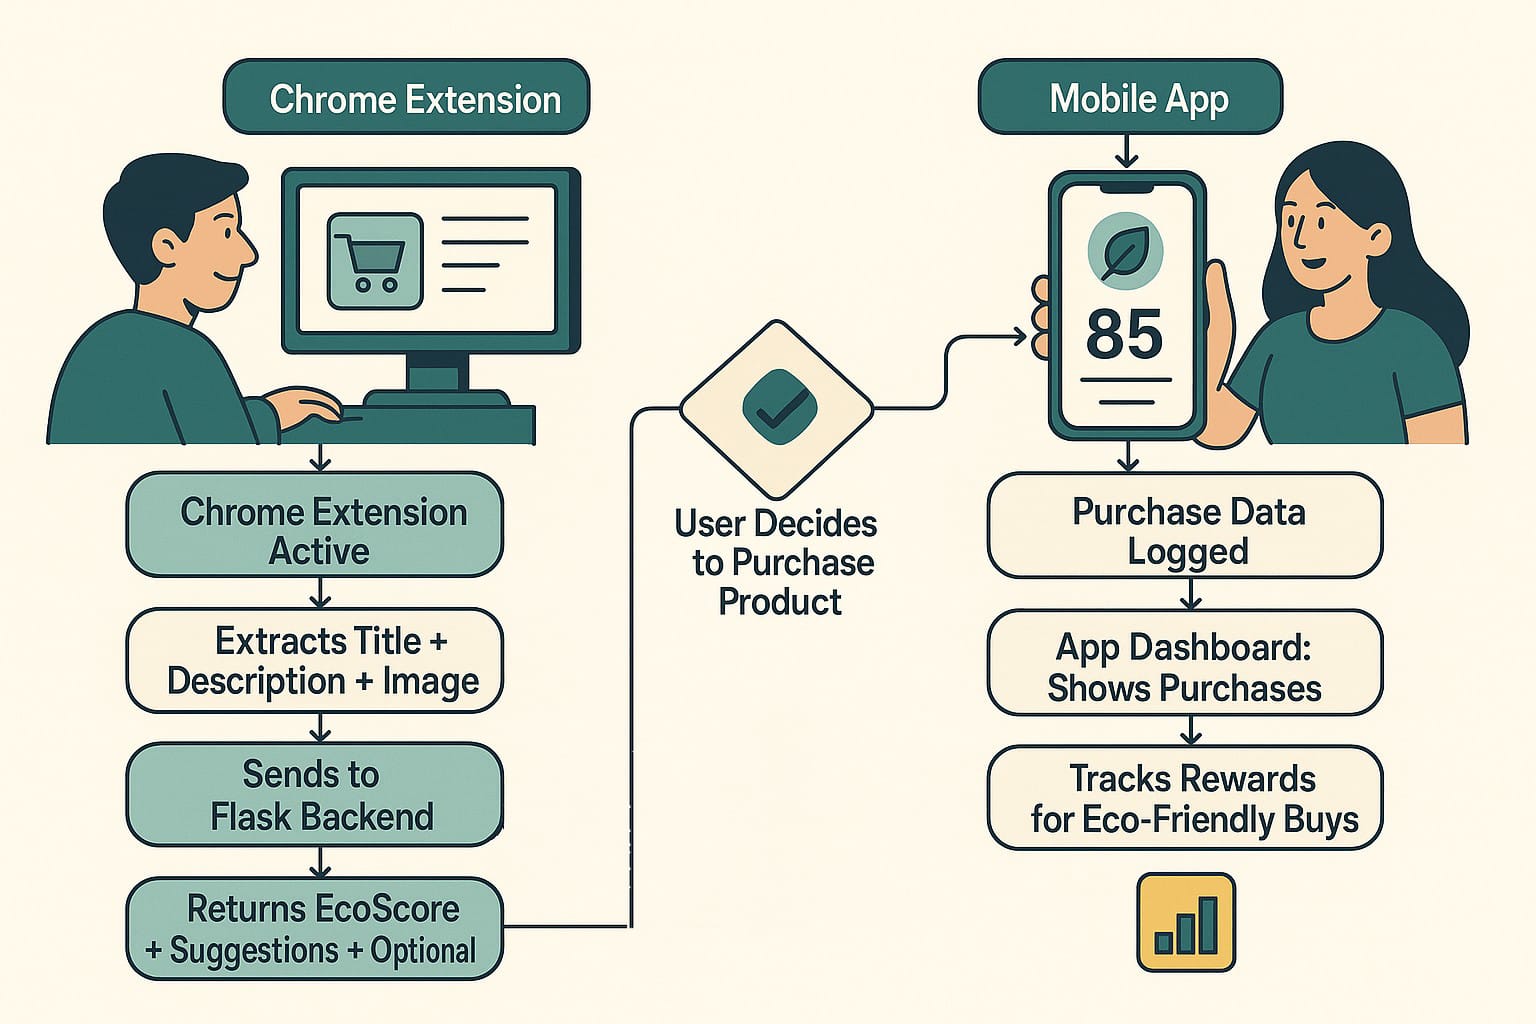 Chrome Extension
Chrome Extension
Active
Extracts Title +
Description + Image
Sends to
Flask Backend
Returns EcoScore
+ Suggestions + Optional
User Decides
to Purchase
Product
Mobile App
85
Purchase Data
Logged
App Dashboard:
Shows Purchases
Tracks Rewards
for Eco-Friendly Buys